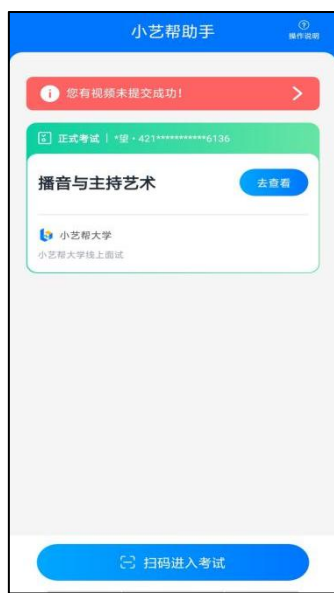 小艺帮助手
操作说明
您有视频未提交成功!
正式考试 | *望·421***********6136
播音与主持艺术
去查看
小艺帮大学
小艺帮大学线上面试
扫码进入考试